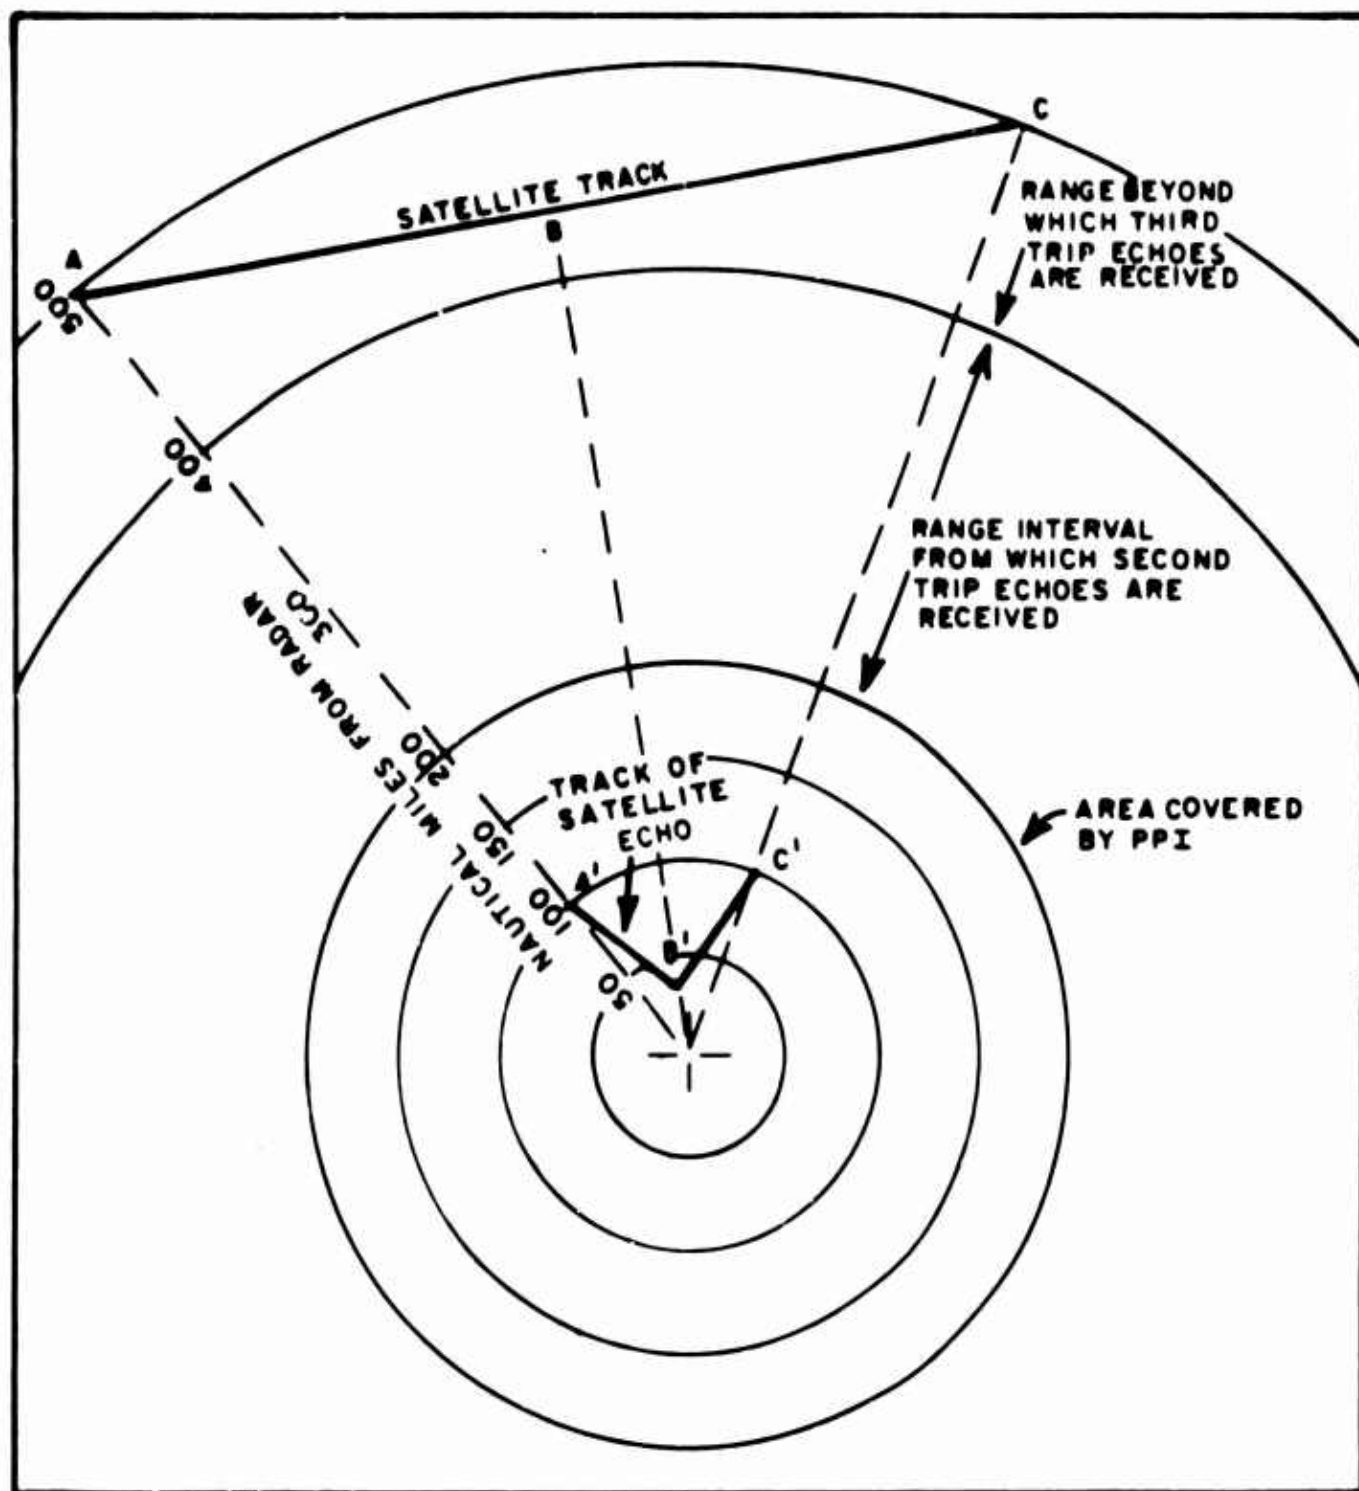 C
RANGE BEYOND
WHICH THIRD
TRIP ECHOES
ARE RECEIVED
SATELLITE TRACK
B
A
500
400
300
200
150
100
50
NAUTICAL MILES FROM RADAR
RANGE INTERVAL
FROM WHICH SECOND
TRIP ECHOES ARE
RECEIVED
TRACK OF
SATELLITE
ECHO
AREA COVERED
BY PPI
A'
C'
B'